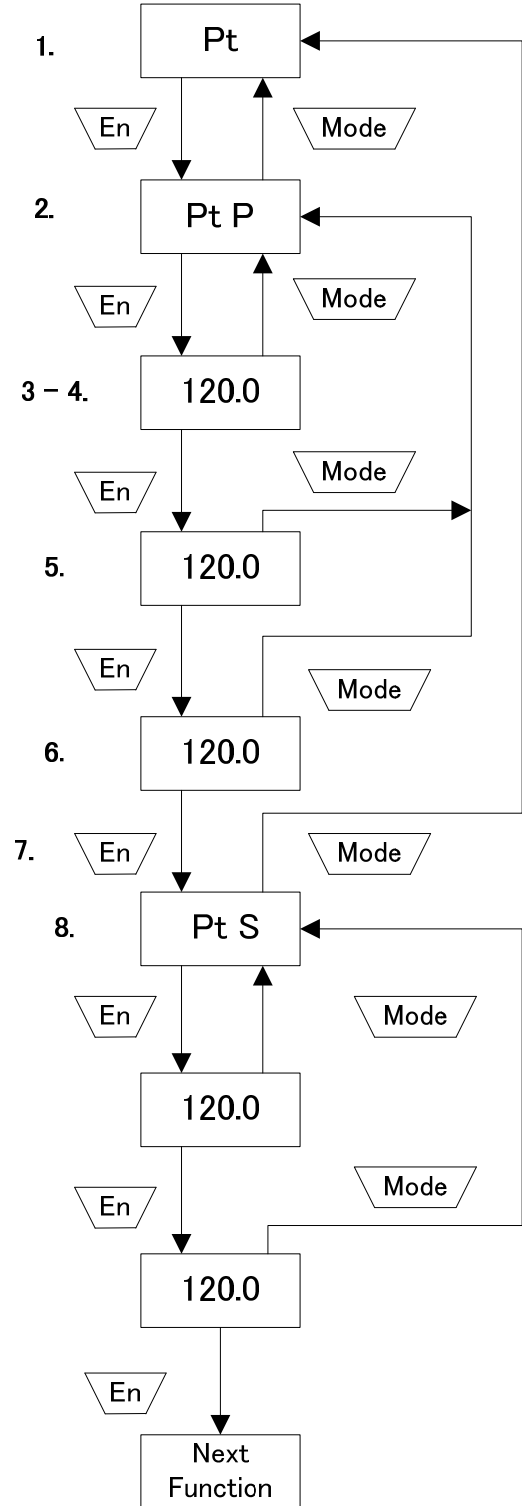 1.
Pt
En
Mode
2.
Pt P
En
Mode
3 – 4.
120.0
En
Mode
5.
120.0
En
Mode
6.
120.0
7.
En
Mode
8.
Pt S
En
Mode
120.0
En
Mode
120.0
En
Next
Function